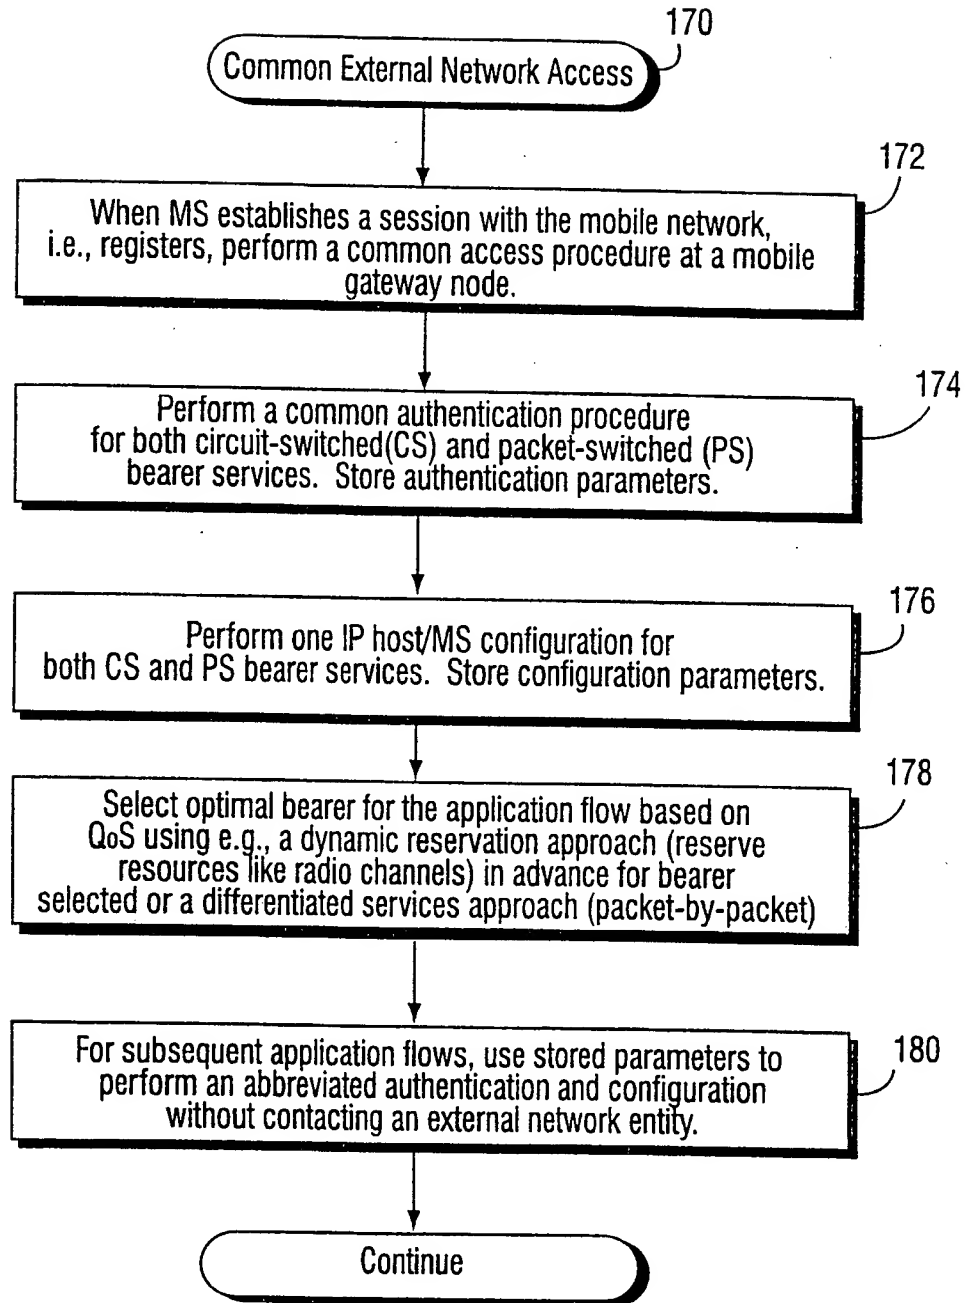 170
Common External Network Access
172
When MS establishes a session with the mobile network,
i.e., registers, perform a common access procedure at a mobile
gateway node.
174
Perform a common authentication procedure
for both circuit-switched(CS) and packet-switched (PS)
bearer services. Store authentication parameters.
176
Perform one IP host/MS configuration for
both CS and PS bearer services. Store configuration parameters.
178
Select optimal bearer for the application flow based on
QoS using e.g., a dynamic reservation approach (reserve
resources like radio channels) in advance for bearer
selected or a differentiated services approach (packet-by-packet)
180
For subsequent application flows, use stored parameters to
perform an abbreviated authentication and configuration
without contacting an external network entity.
Continue